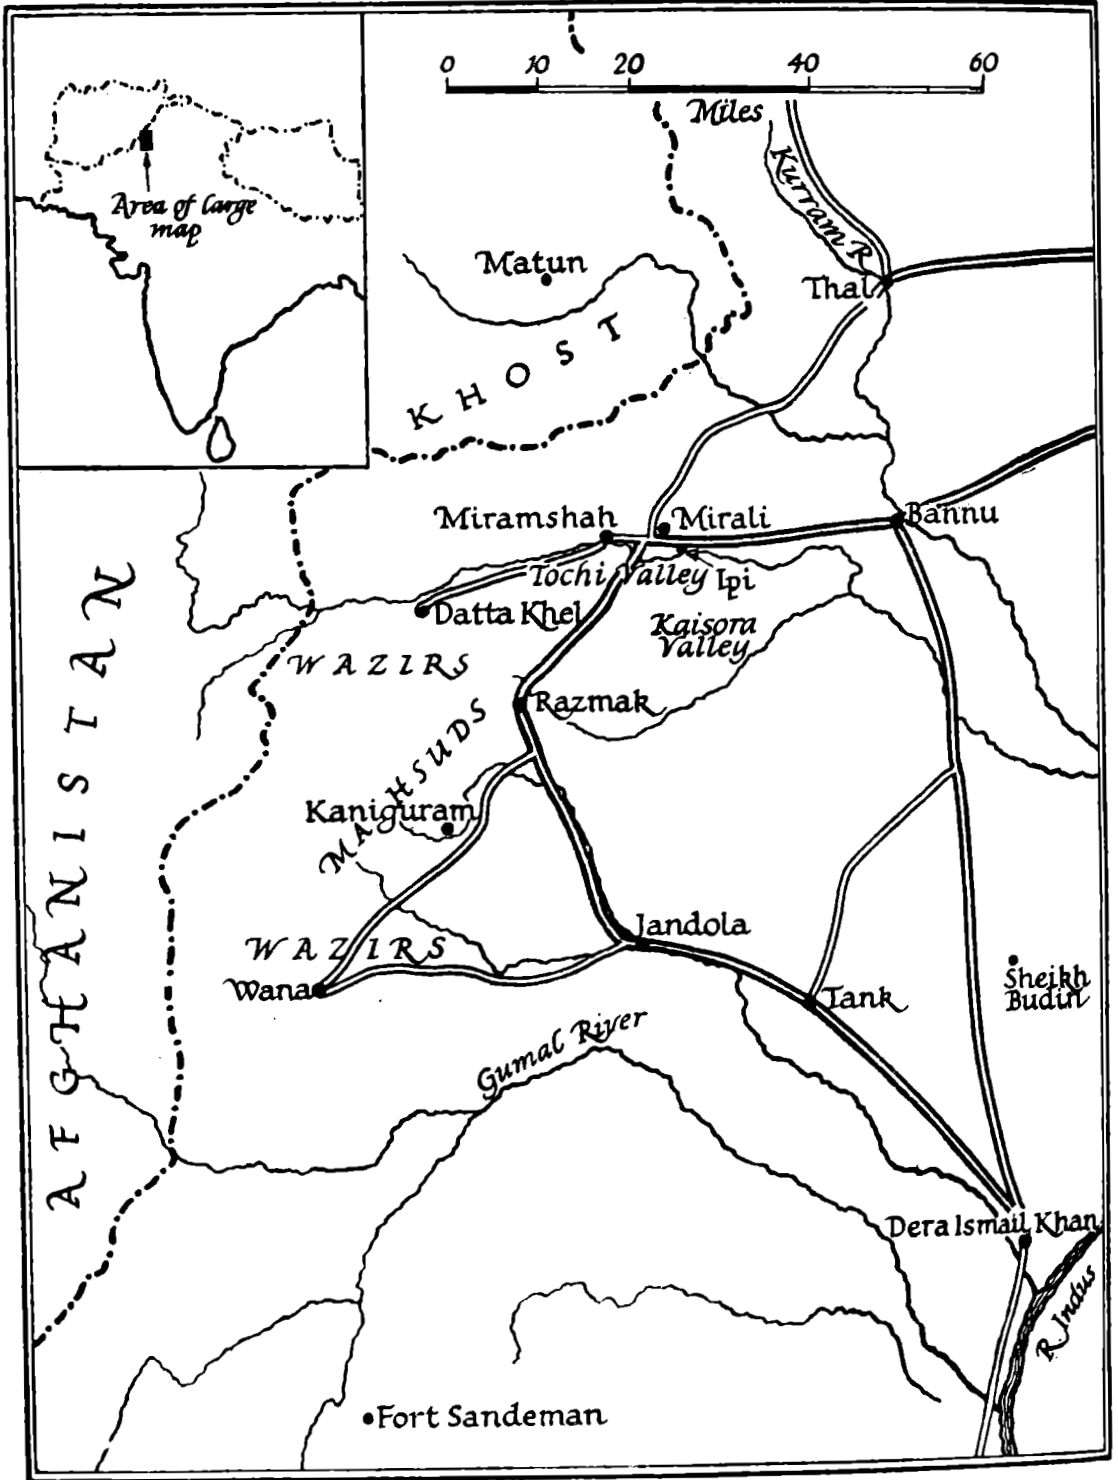 0 10 20 40 60
Miles
Area of large
map
Kurram R
Matun
Thal
KHOST
Miramshah
Mirali
Bannu
Tochi Valley
Ipi
Datta Khel
Kaisora
Valley
WAZIRS
Razmak
MAHSUDS
Kaniguram
AFGHANISTAN
Jandola
WAZIRS
Wana
Sheikh
Budin
Tank
Gumal River
Dera Ismail Khan
R. Indus
Fort Sandeman